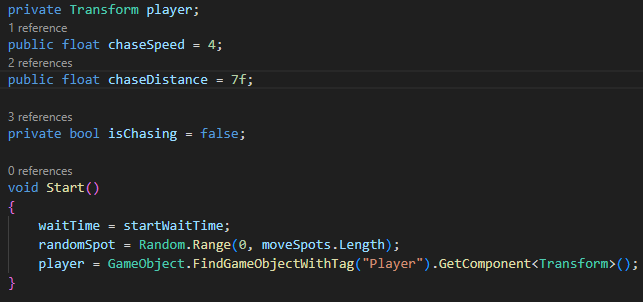 private Transform player;
1 reference
public float chaseSpeed = 4;
2 references
public float chaseDistance = 7f;
3 references
private bool isChasing = false;
0 references
void Start()
{
waitTime = startWaitTime;
randomSpot = Random.Range(0, moveSpots.Length);
player = GameObject.FindGameObjectWithTag("Player").GetComponent<Transform>();
}